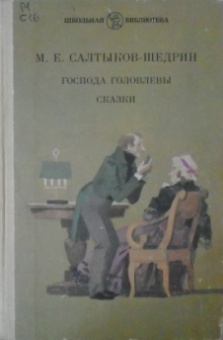 ШКОЛЬНАЯ БИБЛИОТЕКА
М. Е. САЛТЫКОВ-ЩЕДРИН
ГОСПОДА ГОЛОВЛЕВЫ
СКАЗКИ